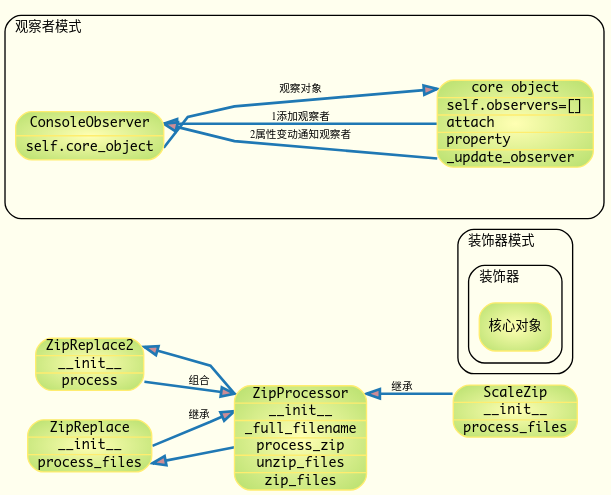 观察者模式
ConsoleObserver
self.core_object
观察对象
1添加观察者
2属性变动通知观察者
core object
self.observers=[]
attach
property
_update_observer
装饰器模式
装饰器
核心对象
ZipReplace2
__init__
process
组合
ZipReplace
__init__
process_files
继承
ZipProcessor
__init__
_full_filename
process_zip
unzip_files
zip_files
继承
ScaleZip
__init__
process_files